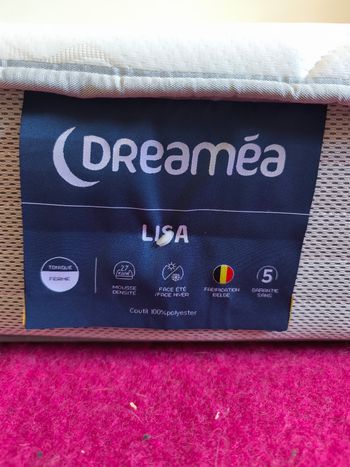 DREAMÉA
LISA
TONIQUE
FERME
MOUSSE
DENSITÉ
FACE ÉTÉ
/FACE HIVER
FABRICATION
BELGE
5
GARANTIE
5ANS
Coutil 100% polyester